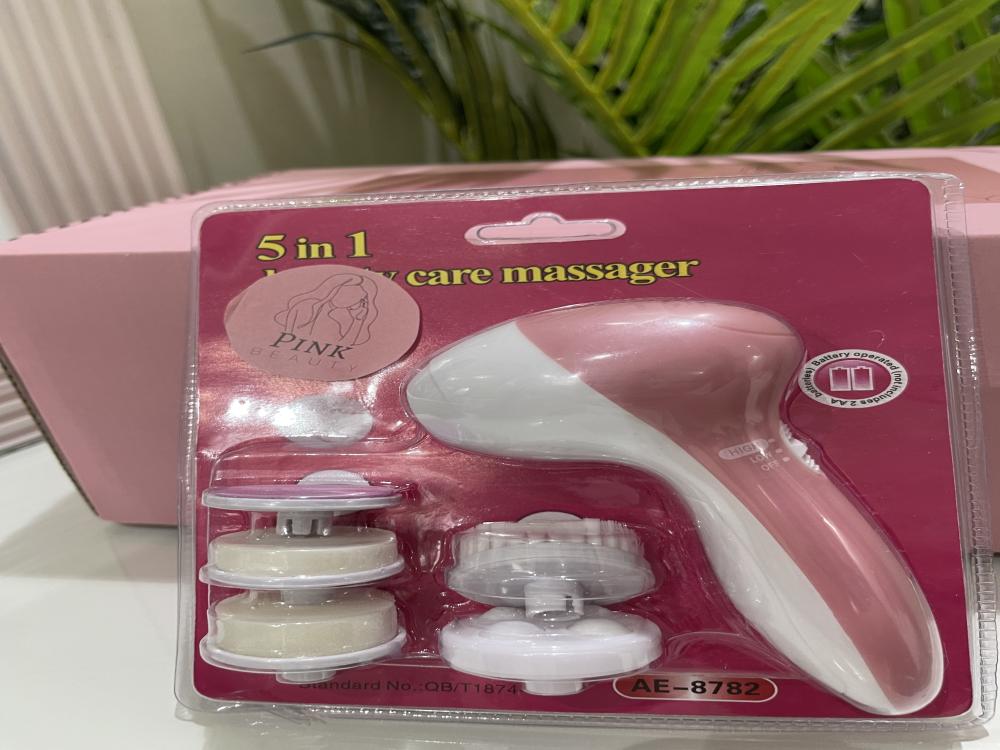 5 in 1
care massager
PINK
BEAUTY
Battery operated (not includes 2 AA batteries)
HIGH
LOW
OFF
Standard No.:QB/T1874
AE-8782